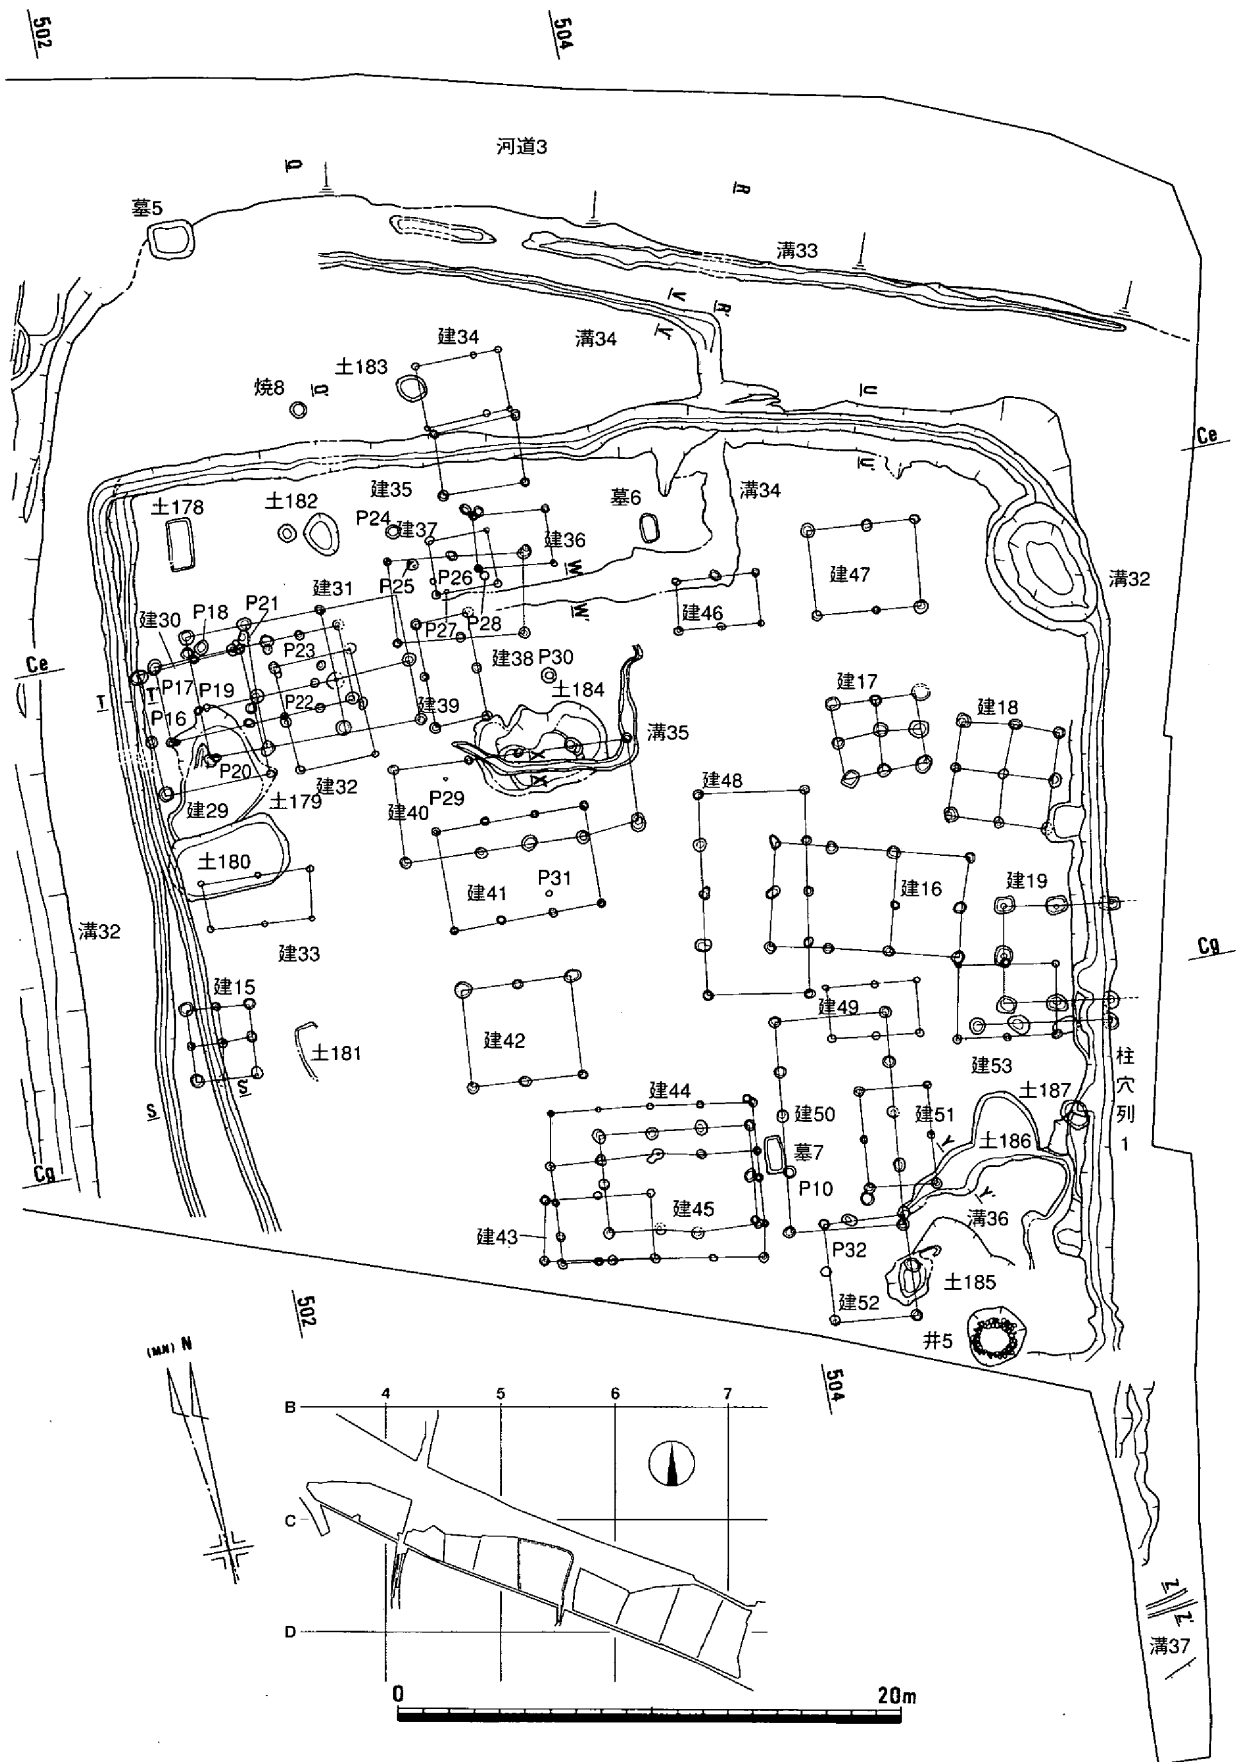 502
504
河道3
Q
R
墓5
溝33
V
R'
V'
建34
溝34
土183
焼8
Q'
U
Ce
U'
建35
溝34
土178
土182
P24
建37
墓6
建36
溝32
建47
P25
P26
W
建31
建46
W'
P21
P18
建30
P27
P28
P23
建38
P30
Ce
P17
P19
土184
T
T'
P22
建39
建17
建18
P16
溝35
X
P20
建32
X'
建48
P29
建40
建29
土179
土180
P31
建16
建19
建41
溝32
建33
Cg
建15
建49
建42
土181
建53
柱穴列1
土187
S'
建44
S
建50
建51
Y
土186
墓7
Cg
P10
Y'
建45
溝36
建43
P32
土185
建52
502
井5
504
(MN) N
4
5
6
7
B
C
D
Z
Z'
溝37
0
20m